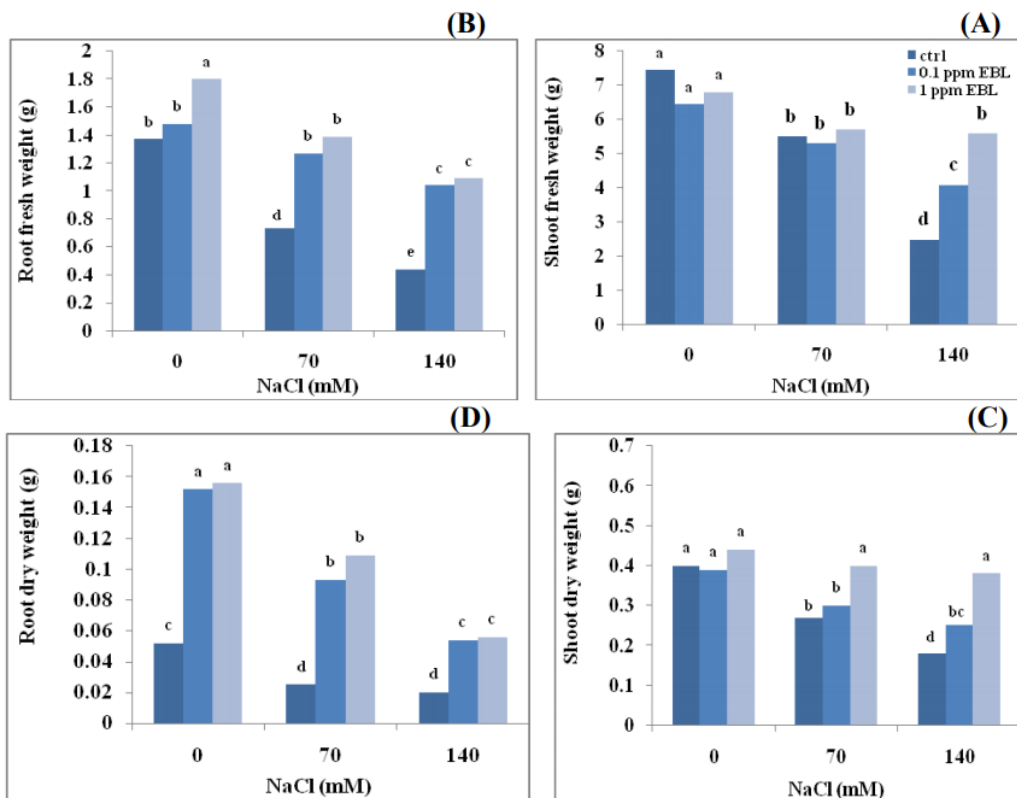 (B)
Root fresh weight (g)
2
1.8
1.6
1.4
1.2
1
0.8
0.6
0.4
0.2
0
b b a
d b b
e c c
0 70 140
NaCl (mM)
(A)
Shoot fresh weight (g)
8
7
6
5
4
3
2
1
0
a a a
b b b
d c b
ctrl
0.1 ppm EBL
1 ppm EBL
0 70 140
NaCl (mM)
(D)
Root dry weight (g)
0.18
0.16
0.14
0.12
0.1
0.08
0.06
0.04
0.02
0
c a a
d b b
d c c
0 70 140
NaCl (mM)
(C)
Shoot dry weight (g)
0.7
0.6
0.5
0.4
0.3
0.2
0.1
0
a a a
b b a
d bc a
0 70 140
NaCl (mM)